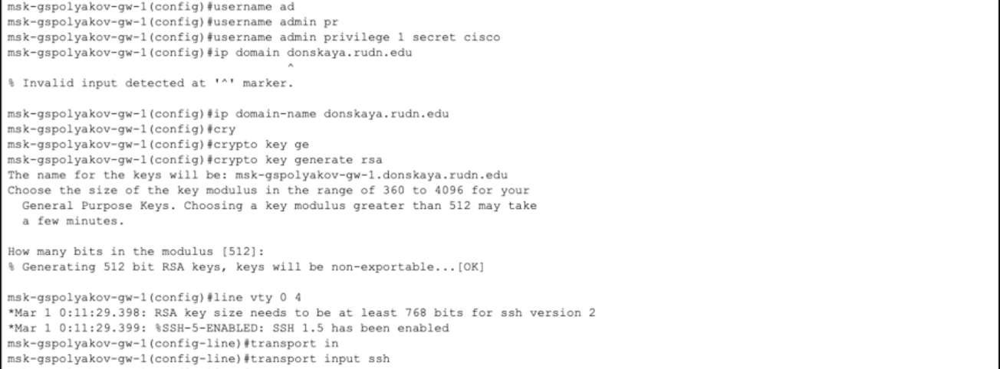 msk-gspolyakov-gw-1(config)#username ad
msk-gspolyakov-gw-1(config)#username admin pr
msk-gspolyakov-gw-1(config)#username admin privilege 1 secret cisco
msk-gspolyakov-gw-1(config)#ip domain donskaya.rudn.edu
^
% Invalid input detected at '^' marker.
msk-gspolyakov-gw-1(config)#ip domain-name donskaya.rudn.edu
msk-gspolyakov-gw-1(config)#cry
msk-gspolyakov-gw-1(config)#crypto key ge
msk-gspolyakov-gw-1(config)#crypto key generate rsa
The name for the keys will be: msk-gspolyakov-gw-1.donskaya.rudn.edu
Choose the size of the key modulus in the range of 360 to 4096 for your
General Purpose Keys. Choosing a key modulus greater than 512 may take
a few minutes.
How many bits in the modulus [512]:
% Generating 512 bit RSA keys, keys will be non-exportable...[OK]
msk-gspolyakov-gw-1(config)#line vty 0 4
*Mar 1 0:11:29.398: RSA key size needs to be at least 768 bits for ssh version 2
*Mar 1 0:11:29.399: %SSH-5-ENABLED: SSH 1.5 has been enabled
msk-gspolyakov-gw-1(config-line)#transport in
msk-gspolyakov-gw-1(config-line)#transport input ssh